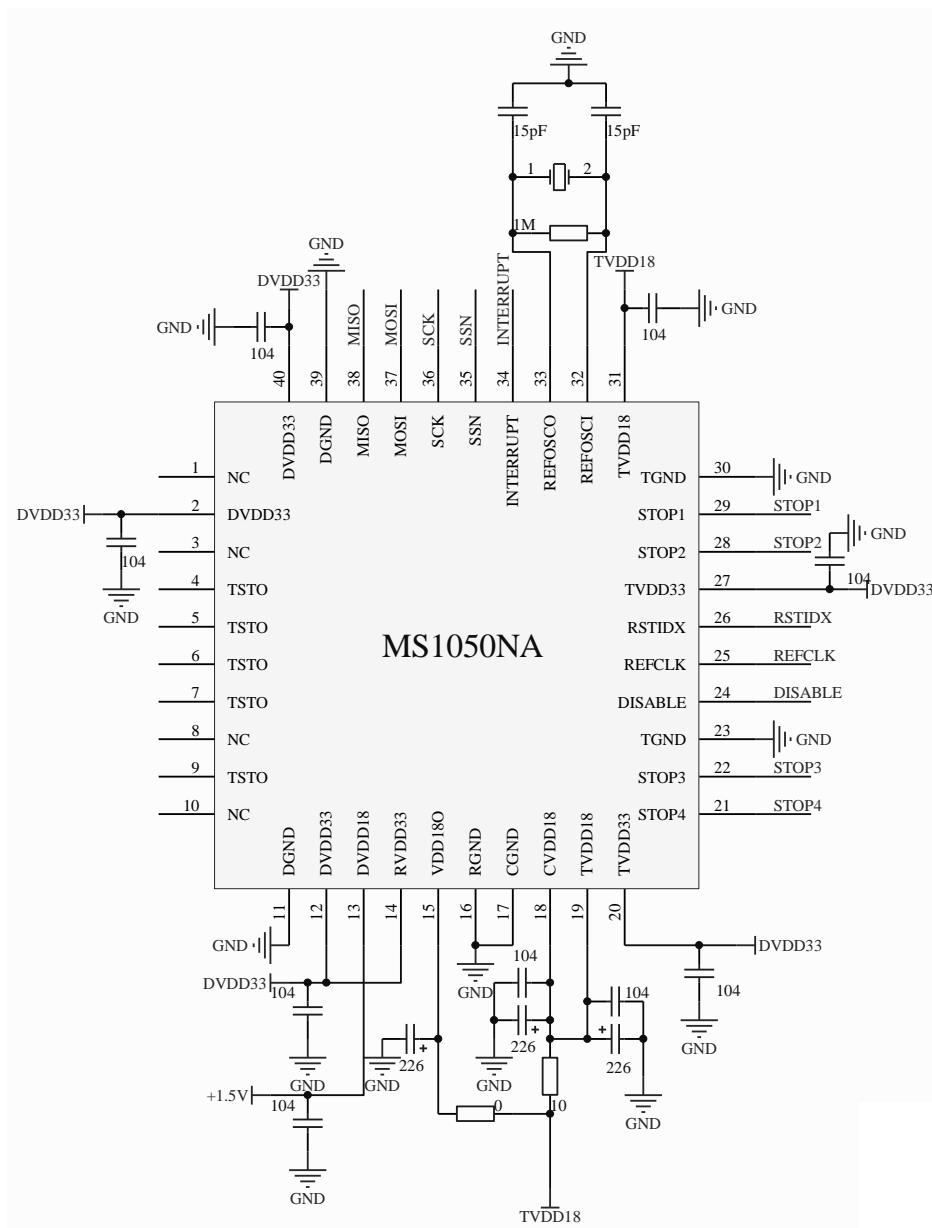 GND
15pF 15pF
1 2
1M
GND
DVDD33
TVDD18
GND
104
MISO
MOSI
SCK
SSN
INTERRUPT
104
GND
40
39
38
37
36
35
34
33
32
31
DVDD33
DGND
MISO
MOSI
SCK
SSN
INTERRUPT
REFOSCO
REFOSCI
TVDD18
1 NC
DVDD33 2 DVDD33
104
GND
3 NC
4 TSTO
5 TSTO
6 TSTO
7 TSTO
8 NC
9 TSTO
10 NC
MS1050NA
TGND 30 GND
STOP1 29 STOP1
STOP2 28 STOP2
GND
104
TVDD33 27 DVDD33
RSTIDX 26 RSTIDX
REFCLK 25 REFCLK
DISABLE 24 DISABLE
TGND 23 GND
STOP3 22 STOP3
STOP4 21 STOP4
DGND
DVDD33
DVDD18
RVDD33
VDD18O
RGND
CGND
CVDD18
TVDD18
TVDD33
11
12
13
14
15
16
17
18
19
20
GND
DVDD33
104
GND
+1.5V
104
GND
GND
226
+
GND
104
226
+
GND
104
226
+
GND
DVDD33
104
GND
0
10
TVDD18